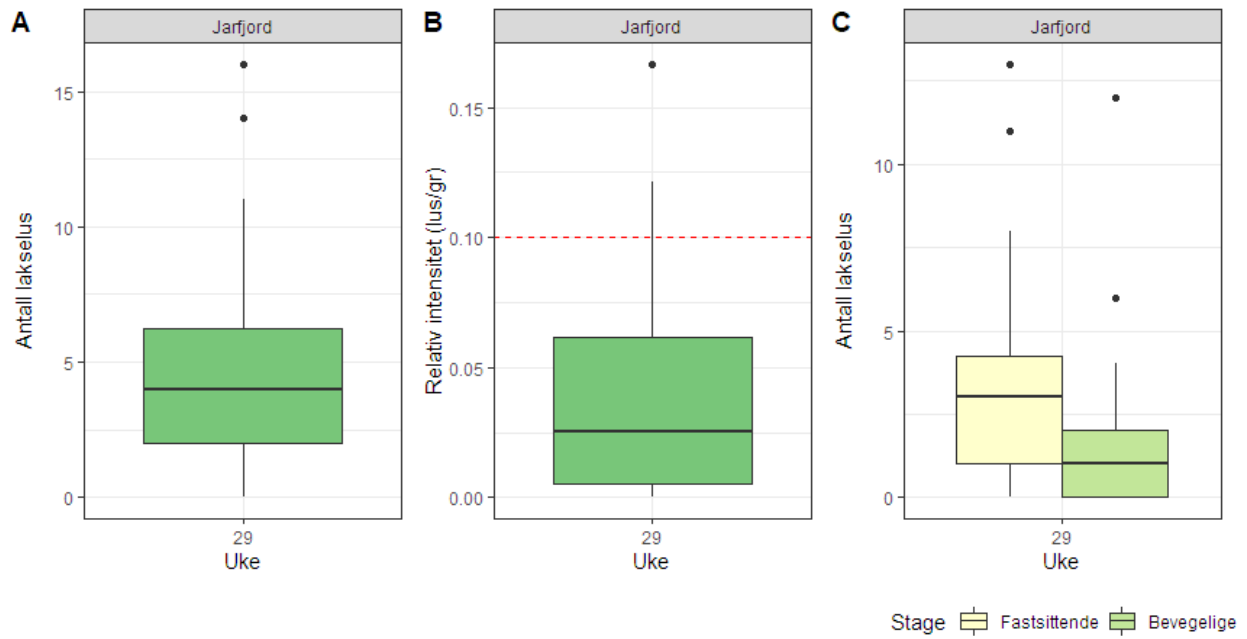 A
Jarfjord
Antall lakselus
15
10
5
0
29
Uke
B
Jarfjord
Relativ intensitet (lus/gr)
0.15
0.10
0.05
0.00
29
Uke
C
Jarfjord
Antall lakselus
10
5
0
29
Uke
Stage Fastsittende Bevegelige